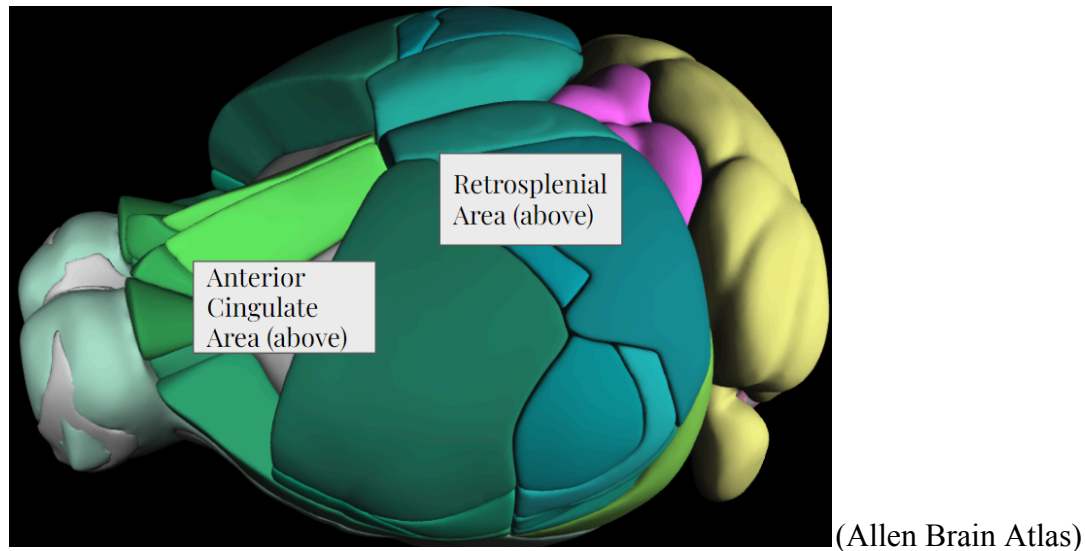 Retrosplenial
Area (above)
Anterior
Cingulate
Area (above)
(Allen Brain Atlas)